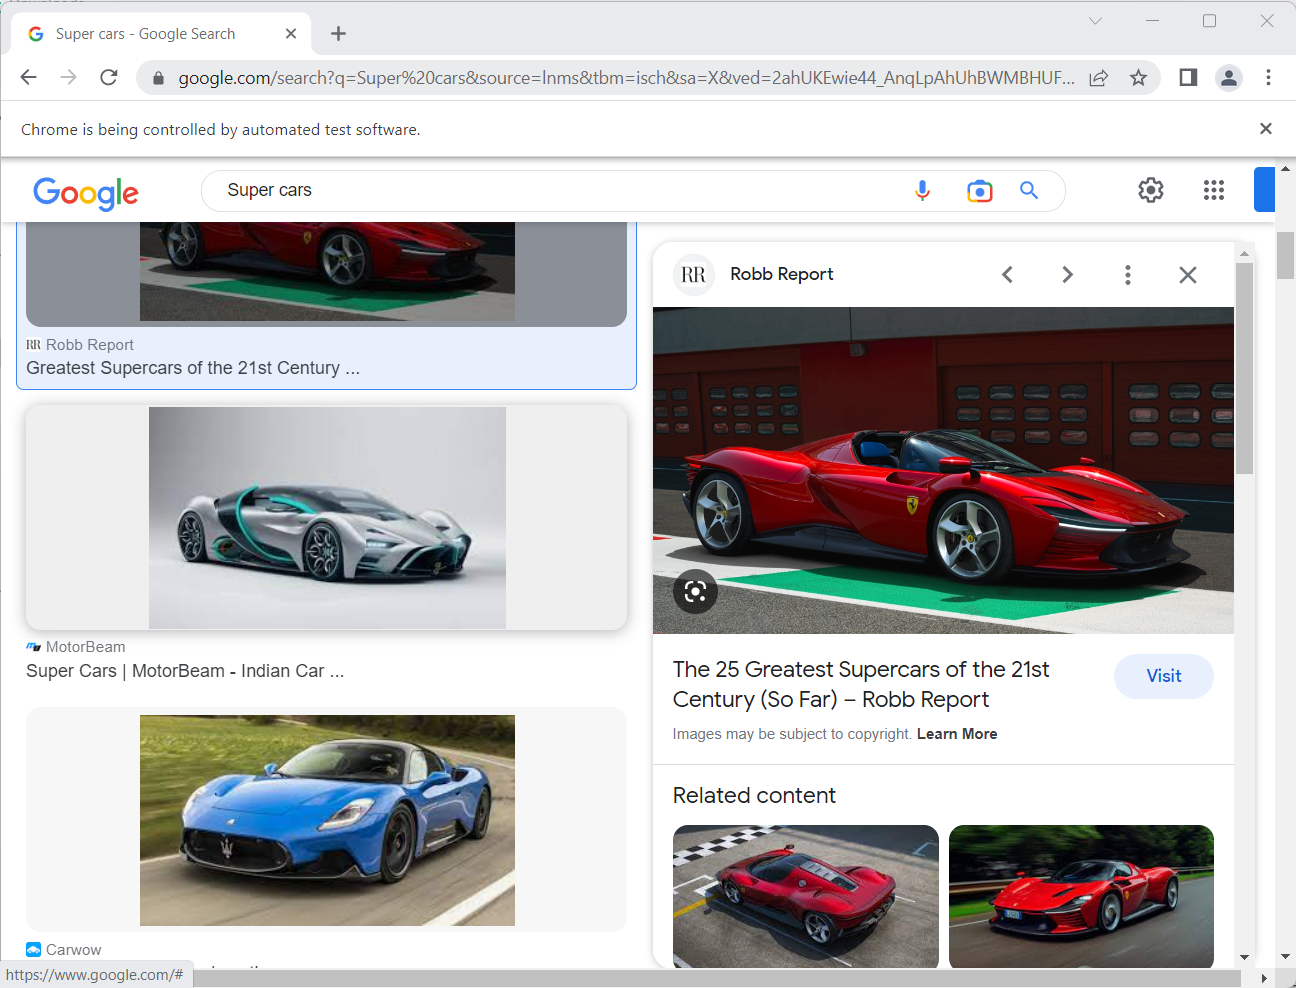 Super cars - Google Search
google.com/search?q=Super%20cars&source=lnms&tbm=isch&sa=X&ved=2ahUKEwie44_AnqLpAhUhBWMBHUF...
Chrome is being controlled by automated test software.
Google
Super cars
RR Robb Report
Greatest Supercars of the 21st Century ...
MotorBeam
Super Cars | MotorBeam - Indian Car ...
Carwow
https://www.google.com/#
RR Robb Report
The 25 Greatest Supercars of the 21st
Century (So Far) – Robb Report
Visit
Images may be subject to copyright. Learn More
Related content